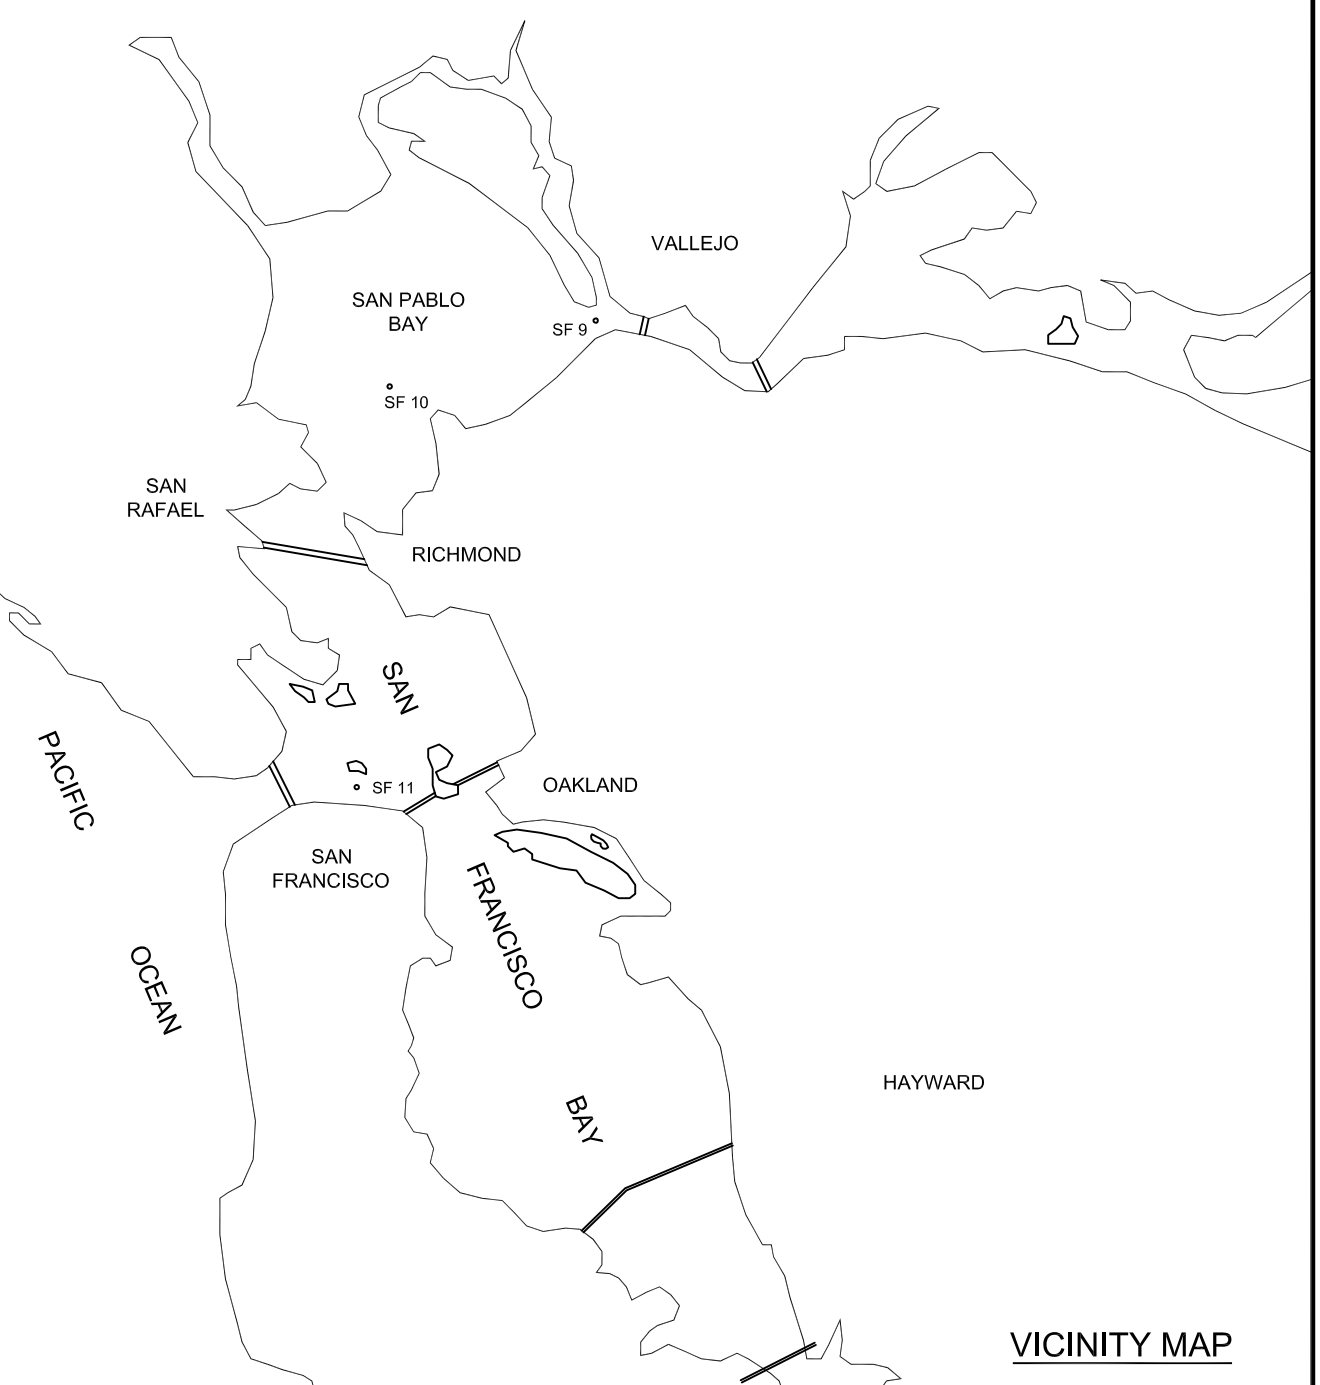 VALLEJO
SAN PABLO
BAY
SF 9
SF 10
SAN
RAFAEL
RICHMOND
SAN
PACIFIC
SF 11
OAKLAND
SAN
FRANCISCO
FRANCISCO
OCEAN
HAYWARD
BAY
VICINITY MAP